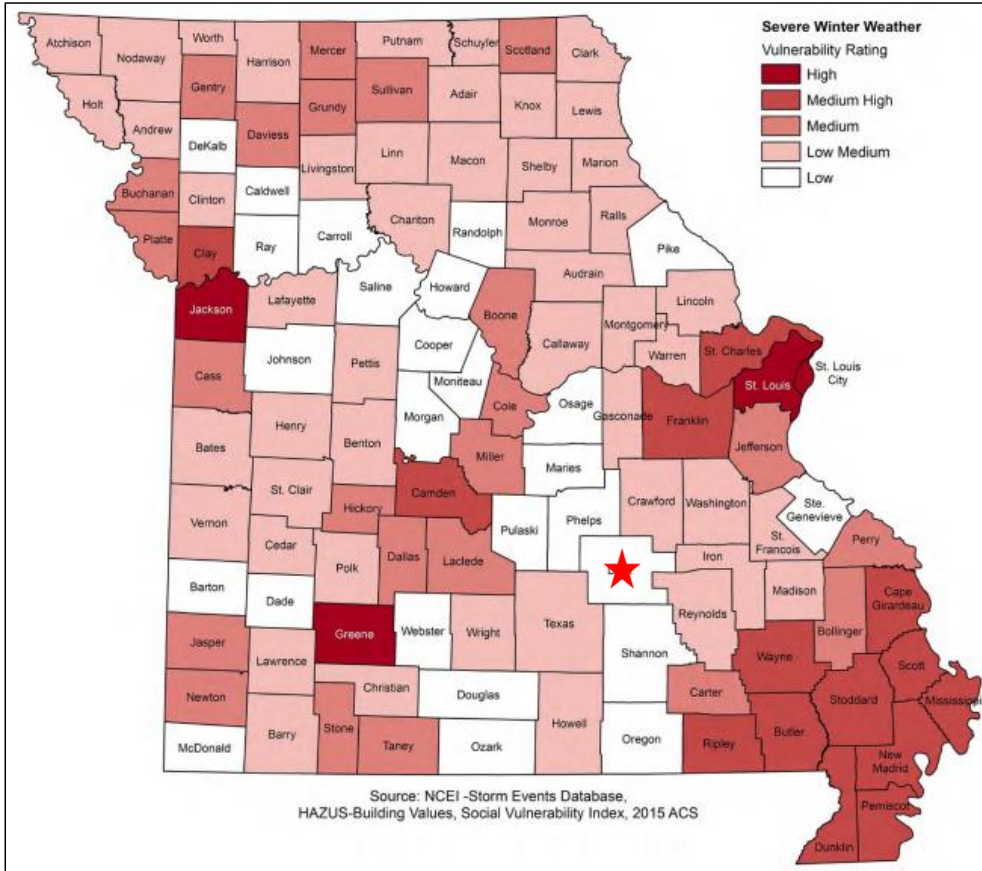 Severe Winter Weather
Vulnerability Rating
High
Medium High
Medium
Low Medium
Low
Atchison
Nodaway
Worth
Harrison
Mercer
Putnam
Schuyler
Scotland
Clark
Gentry
Sullivan
Adair
Knox
Lewis
Holt
Andrew
DeKalb
Daviess
Grundy
Linn
Macon
Shelby
Marion
Buchanan
Clinton
Caldwell
Livingston
Chariton
Randolph
Monroe
Ralls
Pike
Platte
Clay
Ray
Carroll
Saline
Howard
Boone
Audrain
Lincoln
Jackson
Lafayette
Johnson
Pettis
Cooper
Moniteau
Callaway
Montgomery
Warren
St. Charles
St. Louis
St. Louis
City
Cass
Henry
Benton
Morgan
Cole
Osage
Gasconade
Franklin
Jefferson
Bates
St. Clair
Hickory
Camden
Miller
Maries
Crawford
Washington
Ste.
Genevieve
Vernon
Cedar
Polk
Dallas
Laclede
Pulaski
Phelps
Iron
St.
Francois
Perry
Barton
Dade
Greene
Webster
Wright
Texas
Reynolds
Madison
Bollinger
Cape
Girardeau
Jasper
Lawrence
Christian
Douglas
Shannon
Carter
Wayne
Stoddard
Scott
Mississippi
Newton
McDonald
Barry
Stone
Taney
Ozark
Howell
Oregon
Ripley
Butler
New
Madrid
Pemiscot
Dunklin
Source: NCEI -Storm Events Database,
HAZUS-Building Values, Social Vulnerability Index, 2015 ACS